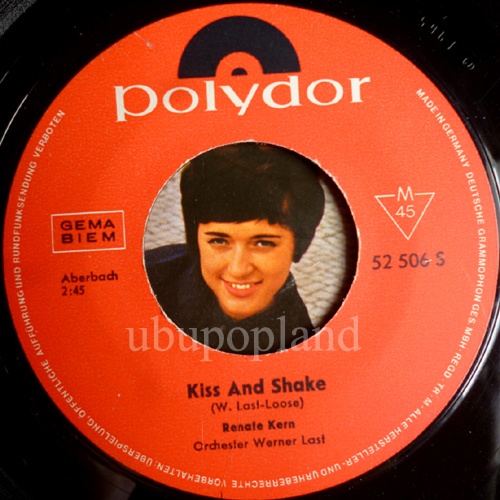 polydor
GEMA
BIEM
M
45
Aberbach
2:45
52 506 S
ubupopland
Kiss And Shake
(W. Last-Loose)
Renate Kern
Orchester Werner Last
MADE IN GERMANY DEUTSCHE GRAMMOPHON GES MBH REGD. TR.-M · ALLE HERSTELLER- UND URHEBERRECHTE VORBEHALTEN · ÜBERSPIELUNG, ÖFFENTLICHE AUFFÜHRUNG UND RUNDFUNKSENDUNG VERBOTEN